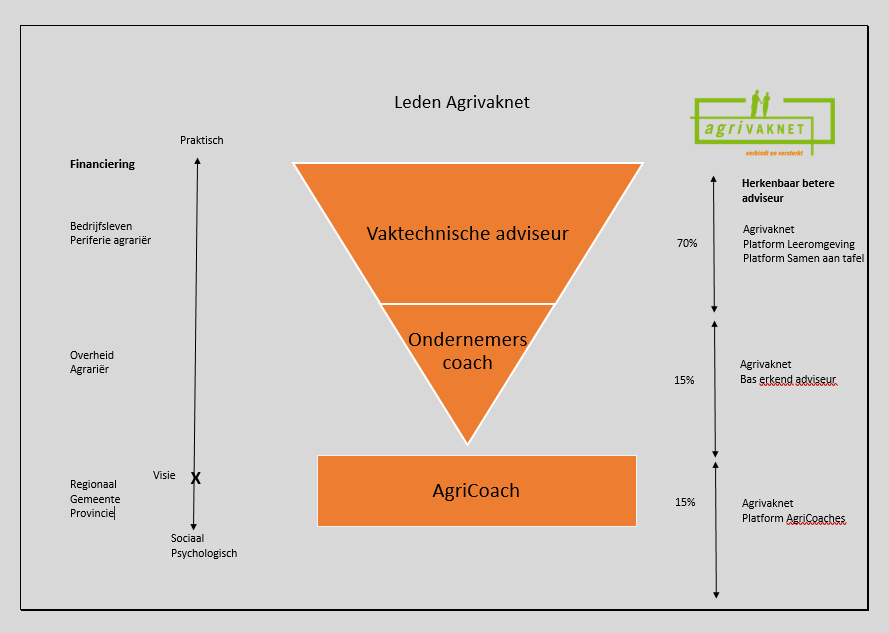 Leden Agrivaknet
agriVAKNET
verbindt en versterkt
Praktisch
Financiering
Herkenbaar betere
adviseur
Bedrijfsleven
Periferie agrariër
Vaktechnische adviseur
70%
Agrivaknet
Platform Leeromgeving
Platform Samen aan tafel
Overheid
Agrariër
Ondernemers
coach
15%
Agrivaknet
Bas erkend adviseur
Visie
X
Regionaal
Gemeente
Provincie
AgriCoach
15%
Agrivaknet
Platform AgriCoaches
Sociaal
Psychologisch